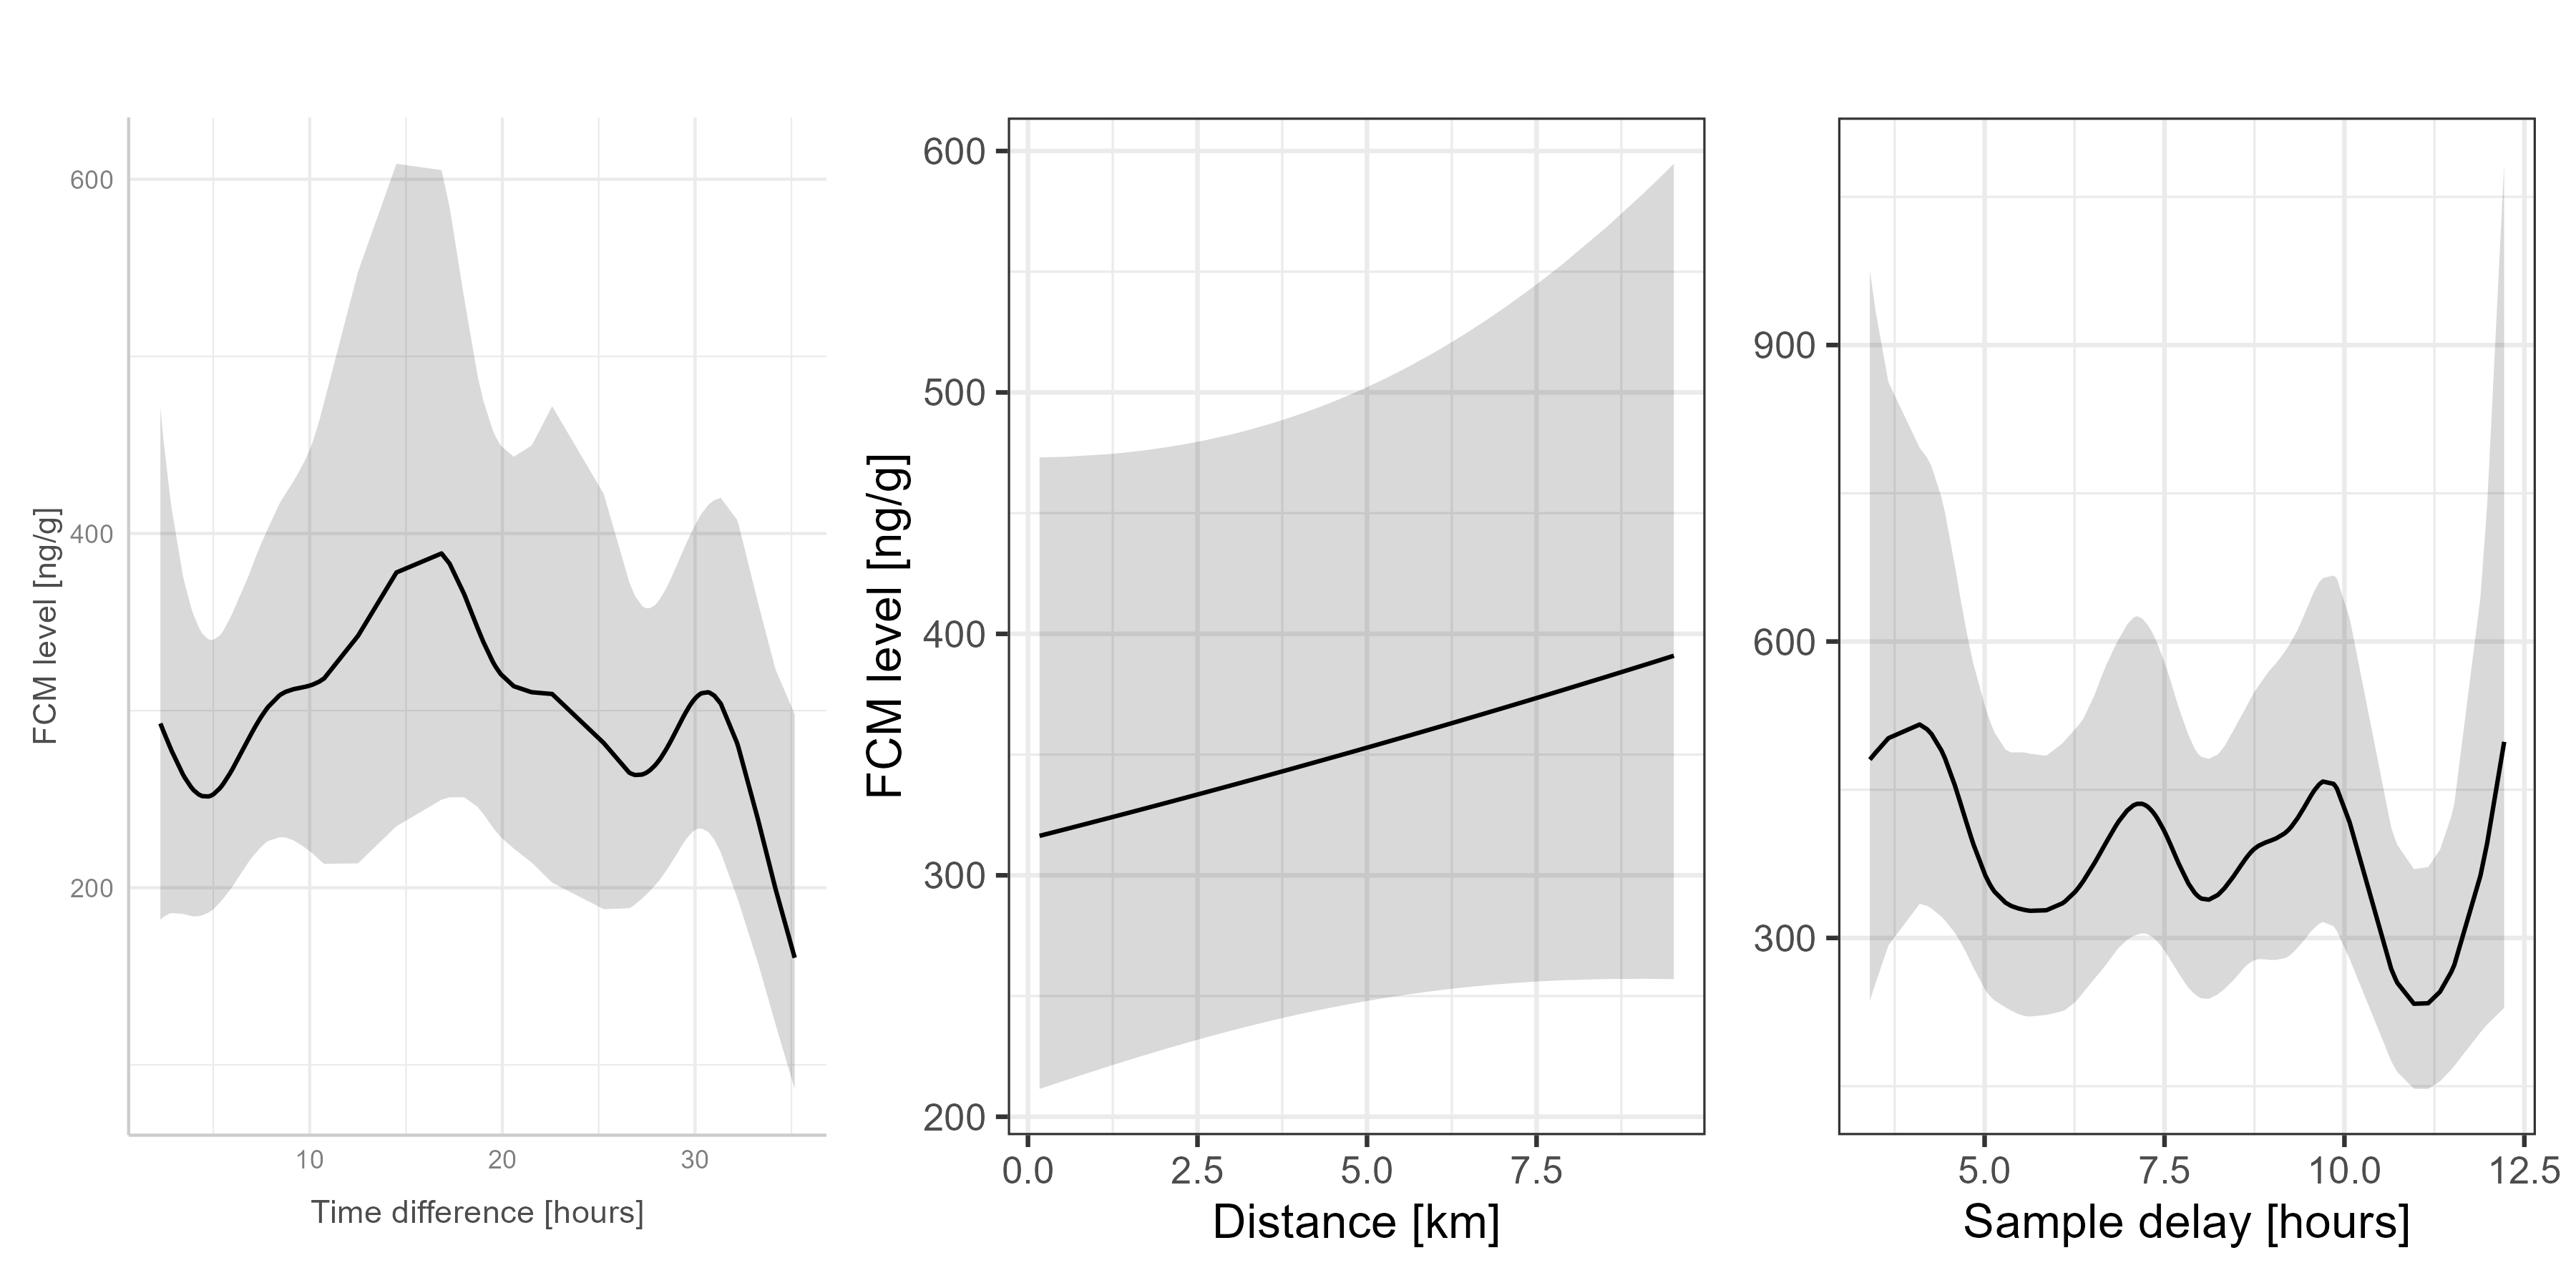 FCM level [ng/g]
600
400
200
10 20 30
Time difference [hours]
FCM level [ng/g]
600
500
400
300
200
0.0 2.5 5.0 7.5
Distance [km]
900
600
300
5.0 7.5 10.0 12.5
Sample delay [hours]